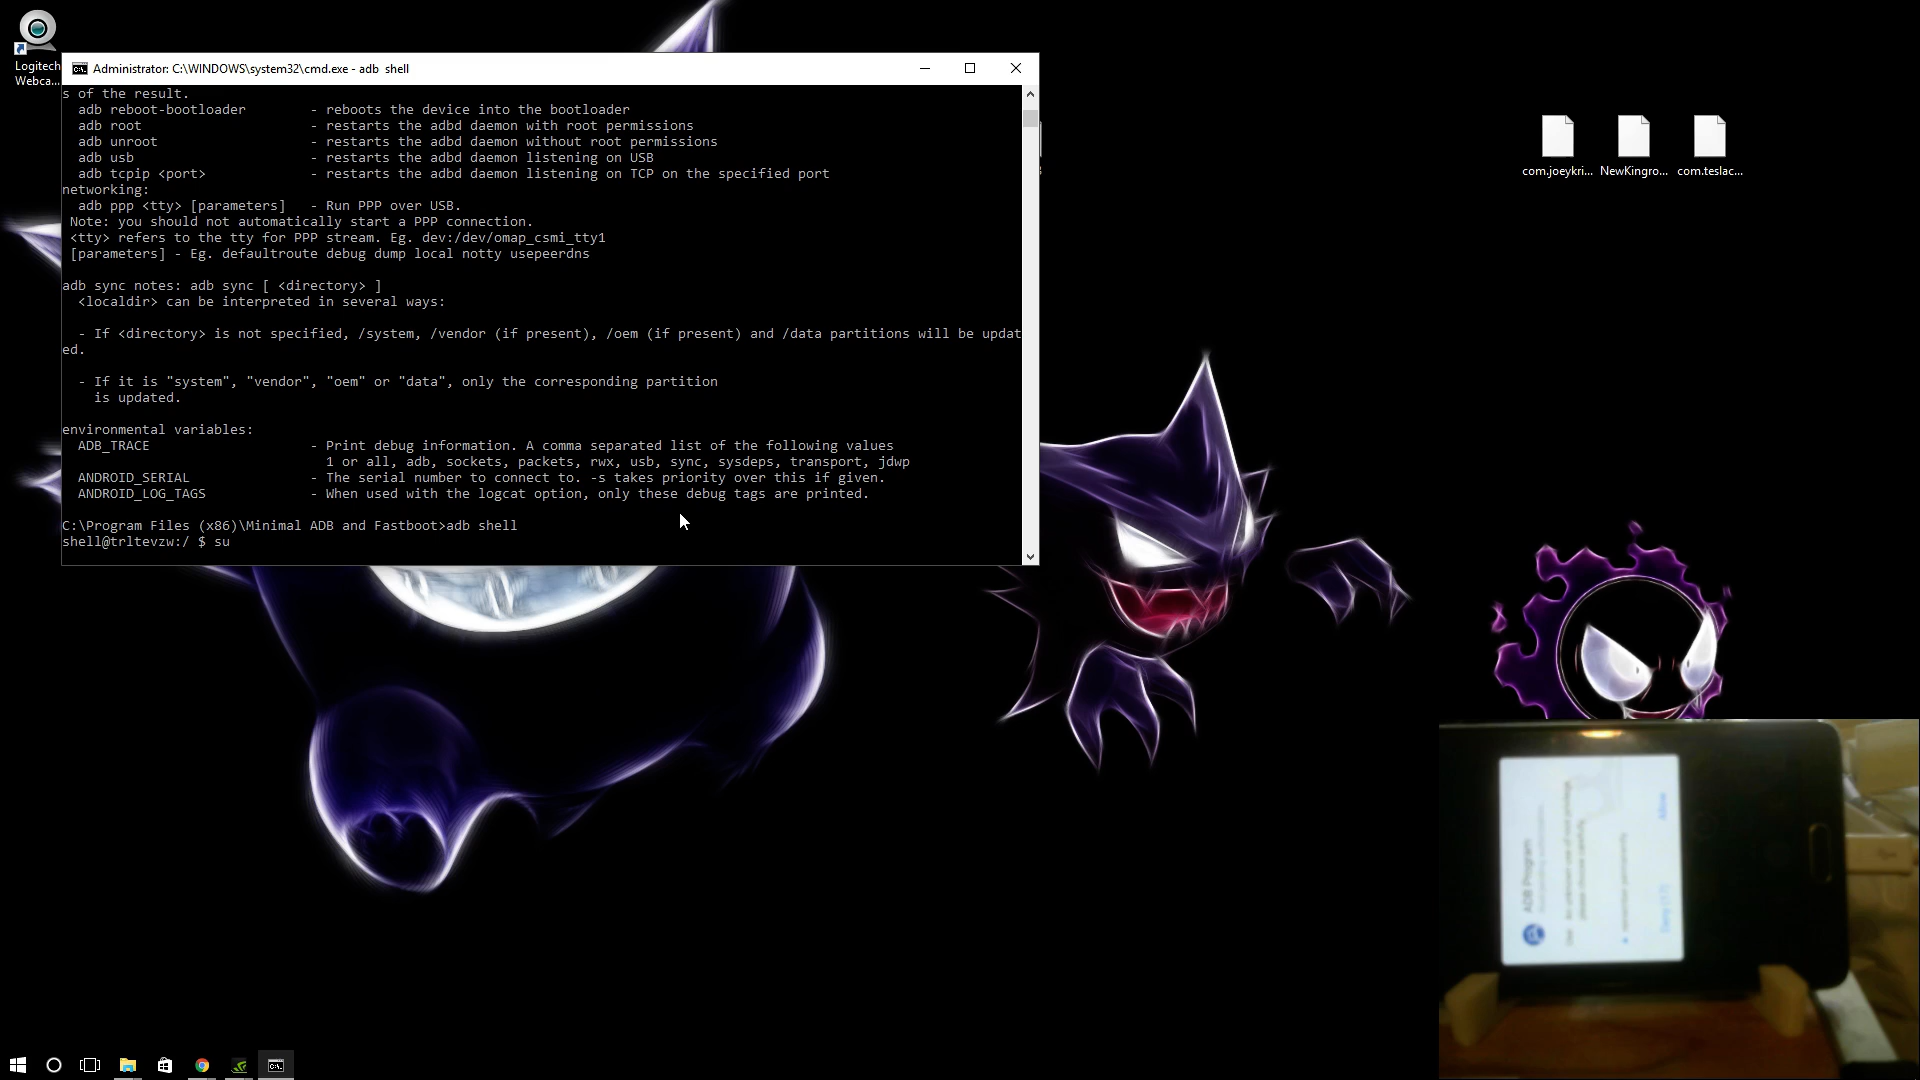 Logitech
Webca...
Administrator: C:\WINDOWS\system32\cmd.exe - adb  shell
s of the result.
adb reboot-bootloader        - reboots the device into the bootloader
adb root                     - restarts the adbd daemon with root permissions
adb unroot                   - restarts the adbd daemon without root permissions
adb usb                      - restarts the adbd daemon listening on USB
adb tcpip <port>             - restarts the adbd daemon listening on TCP on the specified port
networking:
adb ppp <tty> [parameters]   - Run PPP over USB.
Note: you should not automatically start a PPP connection.
<tty> refers to the tty for PPP stream. Eg. dev:/dev/omap_csmi_tty1
[parameters] - Eg. defaultroute debug dump local notty usepeerdns
adb sync notes: adb sync [ <directory> ]
<localdir> can be interpreted in several ways:
- If <directory> is not specified, /system, /vendor (if present), /oem (if present) and /data partitions will be updat
ed.
- If it is "system", "vendor", "oem" or "data", only the corresponding partition
is updated.
environmental variables:
ADB_TRACE                    - Print debug information. A comma separated list of the following values
1 or all, adb, sockets, packets, rwx, usb, sync, sysdeps, transport, jdwp
ANDROID_SERIAL               - The serial number to connect to. -s takes priority over this if given.
ANDROID_LOG_TAGS             - When used with the logcat option, only these debug tags are printed.
C:\Program Files (x86)\Minimal ADB and Fastboot>adb shell
shell@trltevzw:/ $ su
com.joeykri...
NewKingro...
com.teslac...
ADB Program
Allow